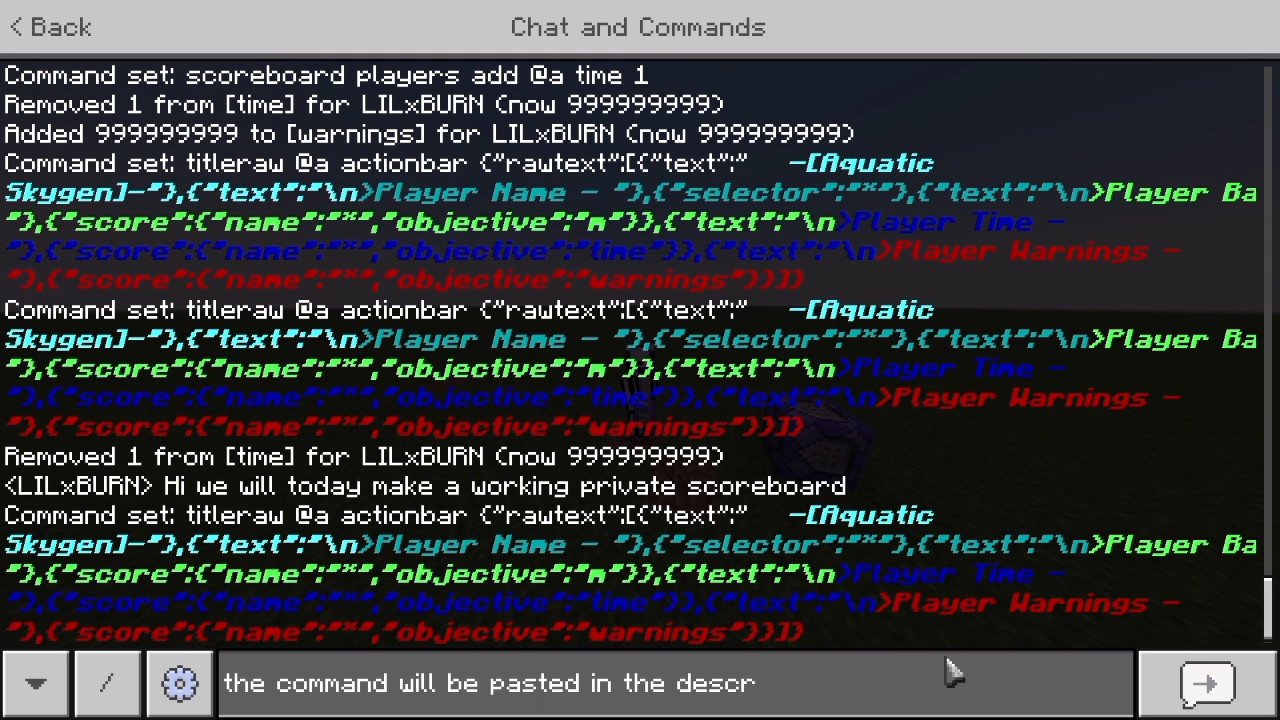 < Back
Chat and Commands
Command set: scoreboard players add @a time 1
Removed 1 from [time] for LILxBURN (now 999999999)
Added 999999999 to [warnings] for LILxBURN (now 999999999)
Command set: titleraw @a actionbar {"rawtext":[{"text":"   -[Aquatic
Skygen]-"},{"text":"\n>Player Name - "},{"selector":"*"},{"text":"\n>Player Ba
"},{"score":{"name":"*","objective":"m"}},{"text":"\n>Player Time -
"},{"score":{"name":"*","objective":"time"}},{"text":"\n>Player Warnings -
"},{"score":{"name":"*","objective":"warnings"}}]}
Command set: titleraw @a actionbar {"rawtext":[{"text":"   -[Aquatic
Skygen]-"},{"text":"\n>Player Name - "},{"selector":"*"},{"text":"\n>Player Ba
"},{"score":{"name":"*","objective":"m"}},{"text":"\n>Player Time -
"},{"score":{"name":"*","objective":"time"}},{"text":"\n>Player Warnings -
"},{"score":{"name":"*","objective":"warnings"}}]}
Removed 1 from [time] for LILxBURN (now 999999999)
<LILxBURN> Hi we will today make a working private scoreboard
Command set: titleraw @a actionbar {"rawtext":[{"text":"   -[Aquatic
Skygen]-"},{"text":"\n>Player Name - "},{"selector":"*"},{"text":"\n>Player Ba
"},{"score":{"name":"*","objective":"m"}},{"text":"\n>Player Time -
"},{"score":{"name":"*","objective":"time"}},{"text":"\n>Player Warnings -
"},{"score":{"name":"*","objective":"warnings"}}]}
/
the command will be pasted in the descr